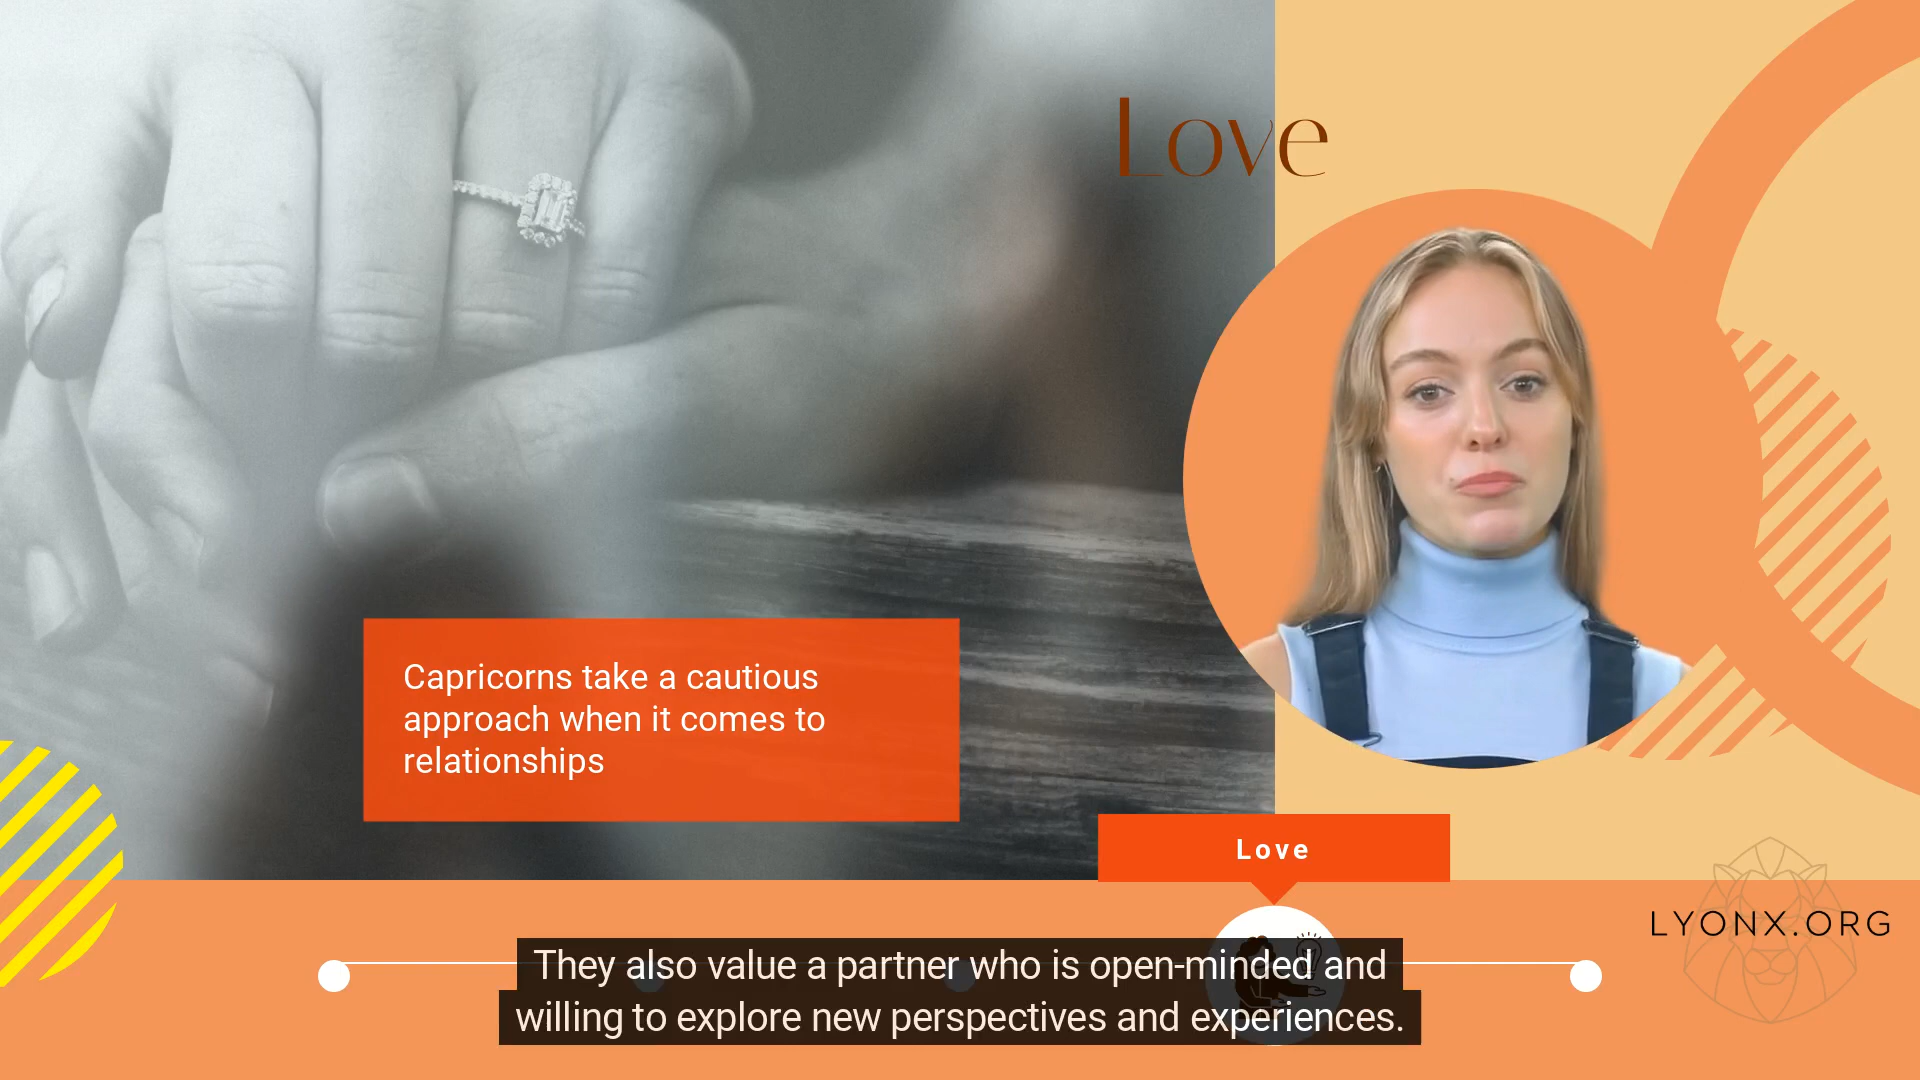 Love
Capricorns take a cautious
approach when it comes to
relationships
Love
LYONX.ORG
They also value a partner who is open-minded and
willing to explore new perspectives and experiences.